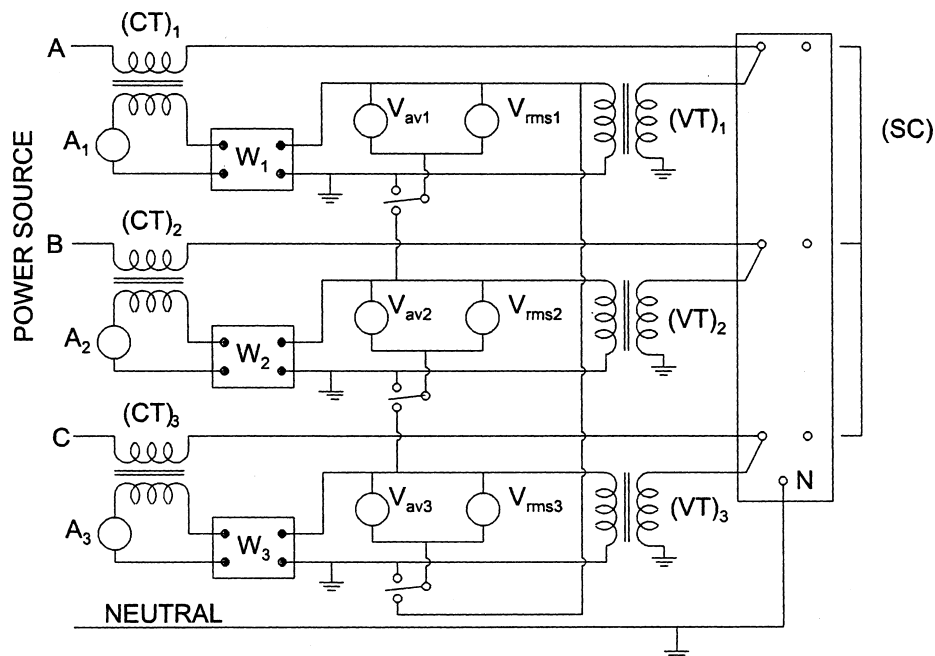 (CT)1
A
A1
W1
Vav1
Vrms1
(VT)1
(SC)
POWER SOURCE
(CT)2
B
A2
W2
Vav2
Vrms2
(VT)2
(CT)3
C
A3
W3
Vav3
Vrms3
(VT)3
N
NEUTRAL